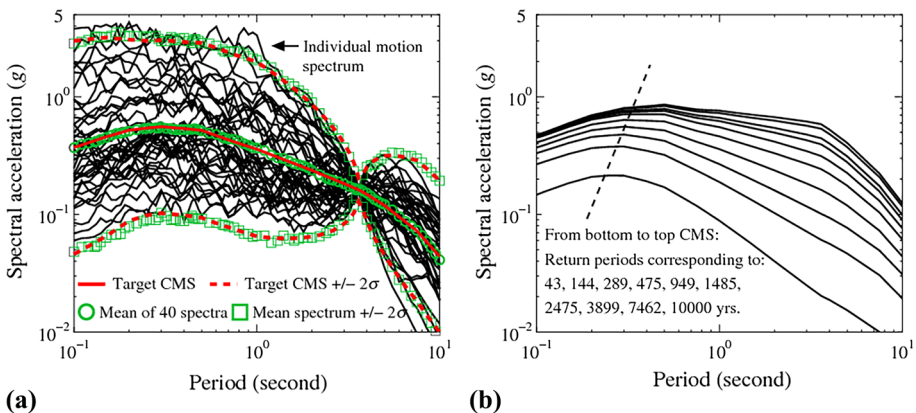 5
10^0
10^-1
10^-2
10^-1
10^0
10^1
Spectral acceleration (g)
Period (second)
Individual motion
spectrum
Target CMS
Target CMS +/− 2σ
Mean of 40 spectra
Mean spectrum +/− 2σ
(a)
5
10^0
10^-1
10^-2
10^-1
10^0
10^1
Spectral acceleration (g)
Period (second)
From bottom to top CMS:
Return periods corresponding to:
43, 144, 289, 475, 949, 1485,
2475, 3899, 7462, 10000 yrs.
(b)